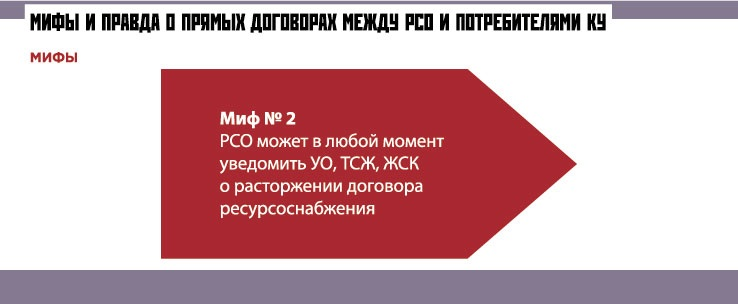 МИФЫ И ПРАВДА О ПРЯМЫХ ДОГОВОРАХ МЕЖДУ РСО И ПОТРЕБИТЕЛЯМИ КУ
МИФЫ
Миф № 2
РСО может в любой момент
уведомить УО, ТСЖ, ЖСК
о расторжении договора
ресурсоснабжения